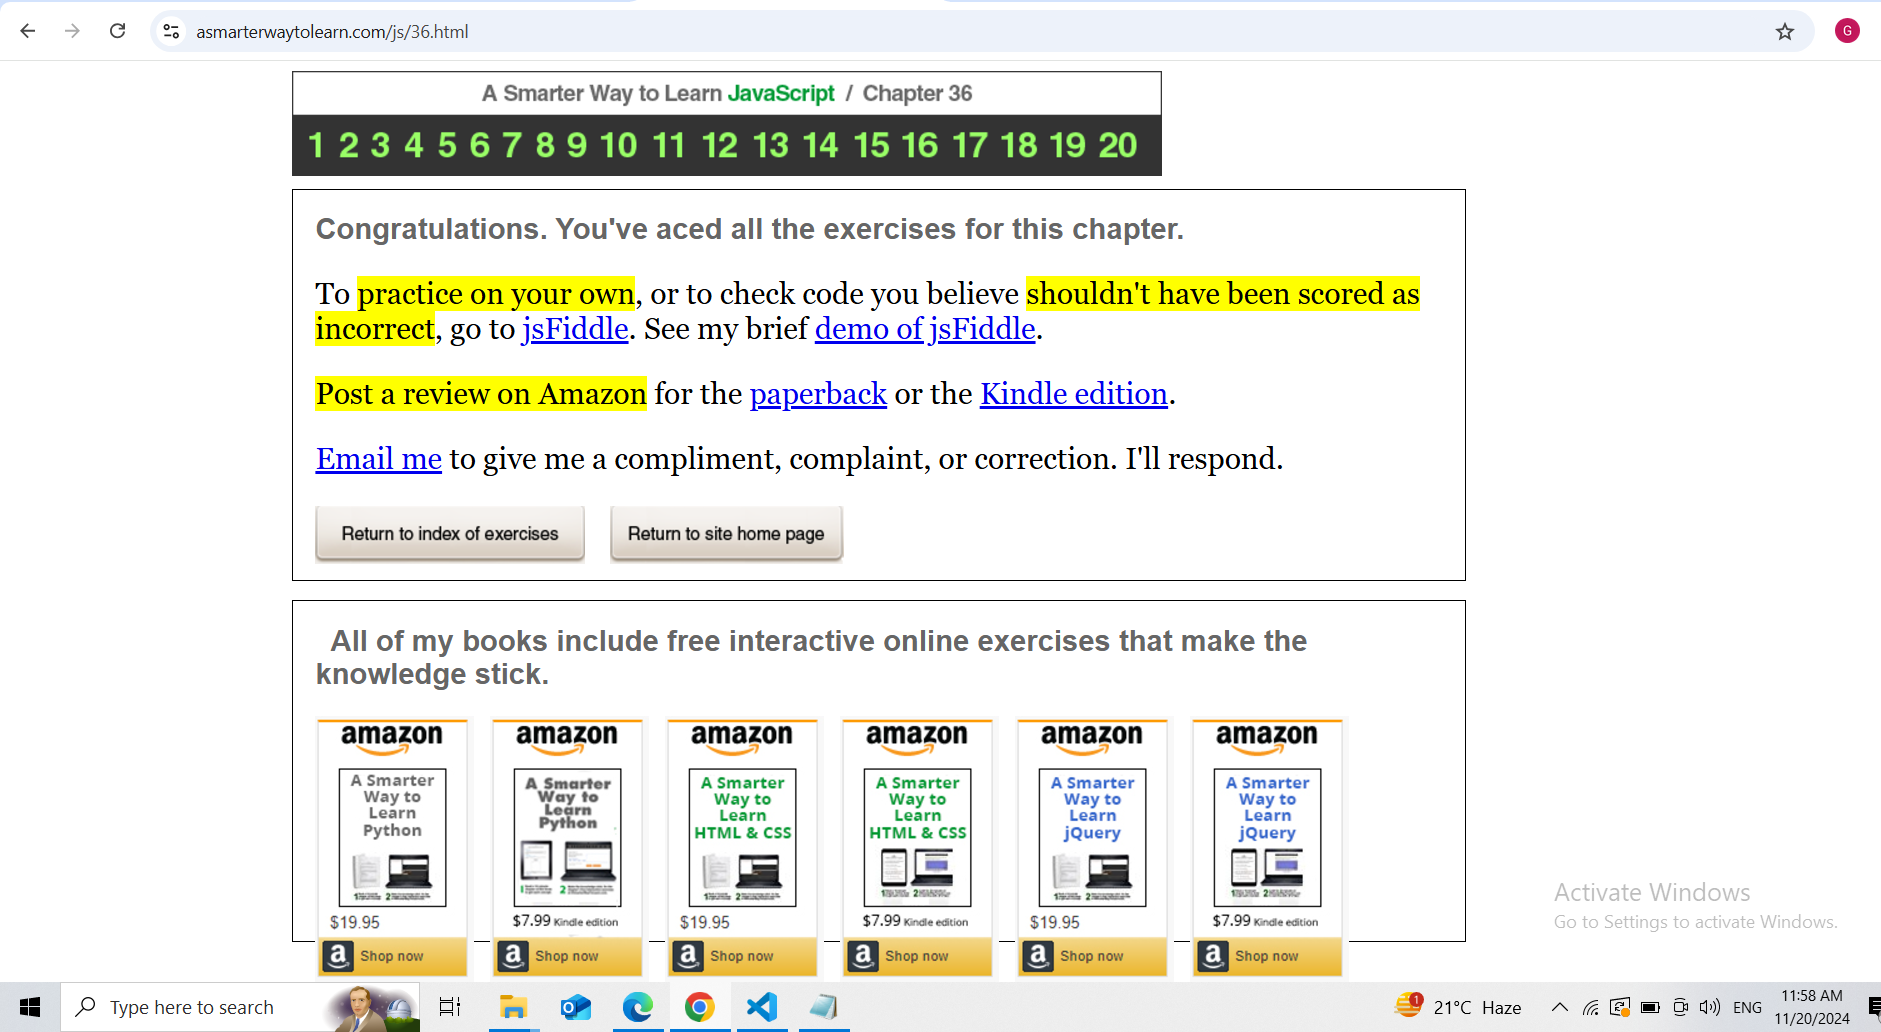 asmarterwaytolearn.com/js/36.html
G
A Smarter Way to Learn JavaScript / Chapter 36
1 2 3 4 5 6 7 8 9 10 11 12 13 14 15 16 17 18 19 20
Congratulations. You've aced all the exercises for this chapter.
To practice on your own, or to check code you believe shouldn't have been scored as
incorrect, go to jsFiddle. See my brief demo of jsFiddle.
Post a review on Amazon for the paperback or the Kindle edition.
Email me to give me a compliment, complaint, or correction. I'll respond.
Return to index of exercises Return to site home page
All of my books include free interactive online exercises that make the
knowledge stick.
amazon amazon amazon amazon amazon amazon
A Smarter A Smarter A Smarter A Smarter A Smarter A Smarter
Way to Way to Way to Way to Way to Way to
Learn Learn Learn Learn Learn Learn
Python Python HTML & CSS HTML & CSS jQuery jQuery
$19.95 $7.99 Kindle edition $19.95 $7.99 Kindle edition $19.95 $7.99 Kindle edition
a Shop now a Shop now a Shop now a Shop now a Shop now a Shop now
Activate Windows
Go to Settings to activate Windows.
Type here to search
1 21°C Haze ENG 11:58 AM
11/20/2024